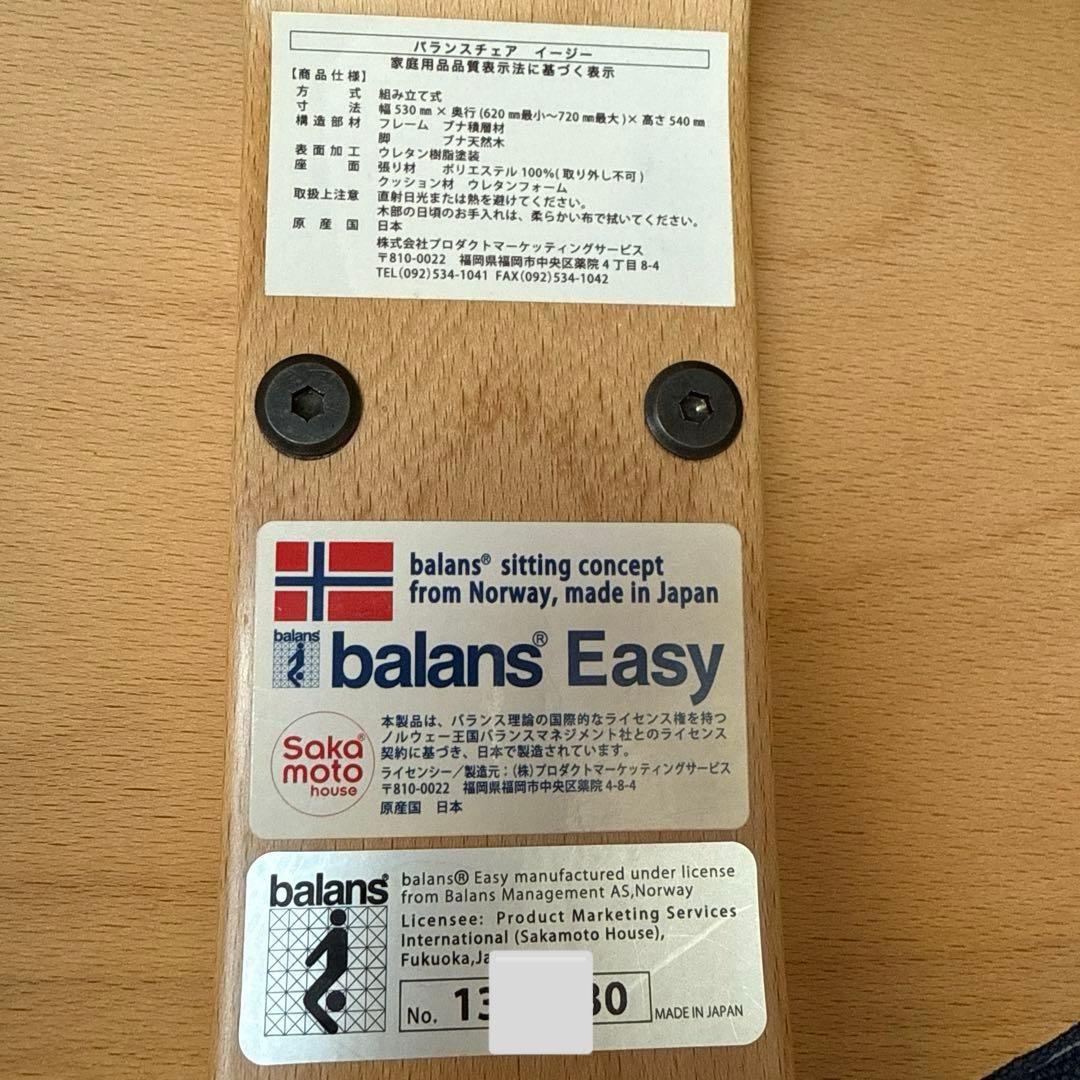 バランスチェア イージー
家庭用品品質表示法に基づく表示
【商品仕様】
方式 組み立て式
寸法 幅 530 ㎜ × 奥行 (620 ㎜最小～720 ㎜最大)× 高さ 540 ㎜
構造部材 フレーム ブナ積層材
脚 ブナ天然木
表面加工 ウレタン樹脂塗装
座面 張り材 ポリエステル 100%( 取り外し不可 )
クッション材 ウレタンフォーム
取扱上注意 直射日光または熱を避けてください。
木部の日頃のお手入れは、柔らかい布で拭いてください。
原産国 日本
株式会社プロダクトマーケッティングサービス
〒810-0022 福岡県福岡市中央区薬院 4 丁目 8-4
TEL(092)534-1041 FAX(092)534-1042
balans® sitting concept
from Norway, made in Japan
balans®
balans® Easy
Saka®
moto
house
本製品は、バランス理論の国際的なライセンス権を持つ
ノルウェー王国バランスマネジメント社とのライセンス
契約に基づき、日本で製造されています。
ライセンシー／製造元：(株)プロダクトマーケッティングサービス
〒810-0022 福岡県福岡市中央区薬院 4-8-4
原産国 日本
balans®
balans® Easy manufactured under license
from Balans Management AS,Norway
Licensee: Product Marketing Services
International (Sakamoto House),
Fukuoka,Ja
No. 13 30
MADE IN JAPAN